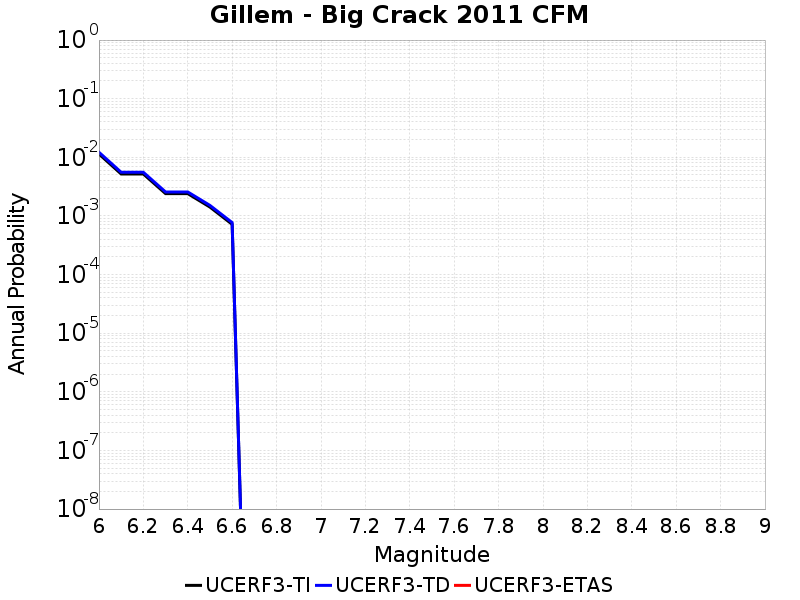 Gillem - Big Crack 2011 CFM
10^0
10^-1
10^-2
10^-3
10^-4
10^-5
10^-6
10^-7
10^-8
Annual Probability
6 6.2 6.4 6.6 6.8 7 7.2 7.4 7.6 7.8 8 8.2 8.4 8.6 8.8 9
Magnitude
UCERF3-TI UCERF3-TD UCERF3-ETAS